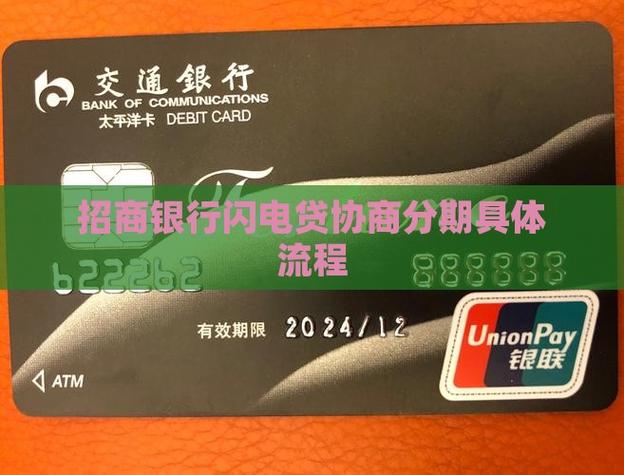 交通銀行
BANK OF COMMUNICATIONS
太平洋卡 DEBIT CARD
招商银行闪电贷协商分期具体
流程
622262 888888
有效期限 2024/12
UnionPay
银联
ATM